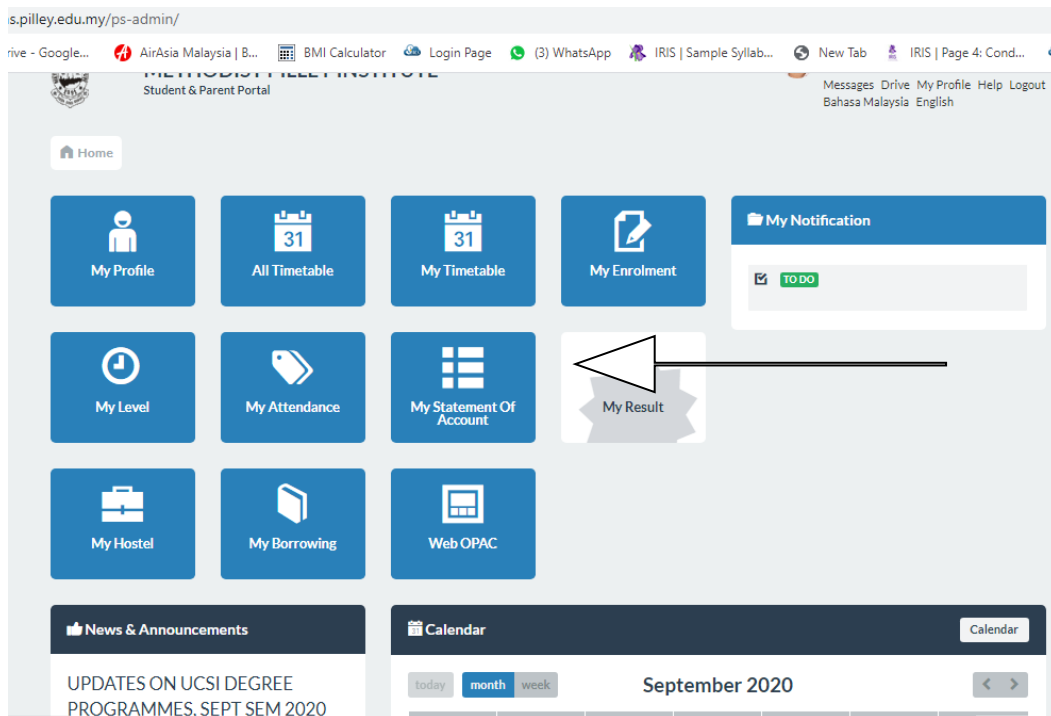 s.pilley.edu.my/ps-admin/
rive - Google... AirAsia Malaysia | B... BMI Calculator Login Page (3) WhatsApp IRIS | Sample Syllab... New Tab IRIS | Page 4: Cond...
METHODIST PILLEY INSTITUTE
Student & Parent Portal
Messages Drive My Profile Help Logout
Bahasa Malaysia English
Home
31
31
My Profile
All Timetable
My Timetable
My Enrolment
My Notification
TO DO
My Level
My Attendance
My Statement Of
Account
My Result
My Hostel
My Borrowing
Web OPAC
News & Announcements
Calendar
Calendar
UPDATES ON UCSI DEGREE
PROGRAMMES, SEPT SEM 2020
today month week September 2020 < >